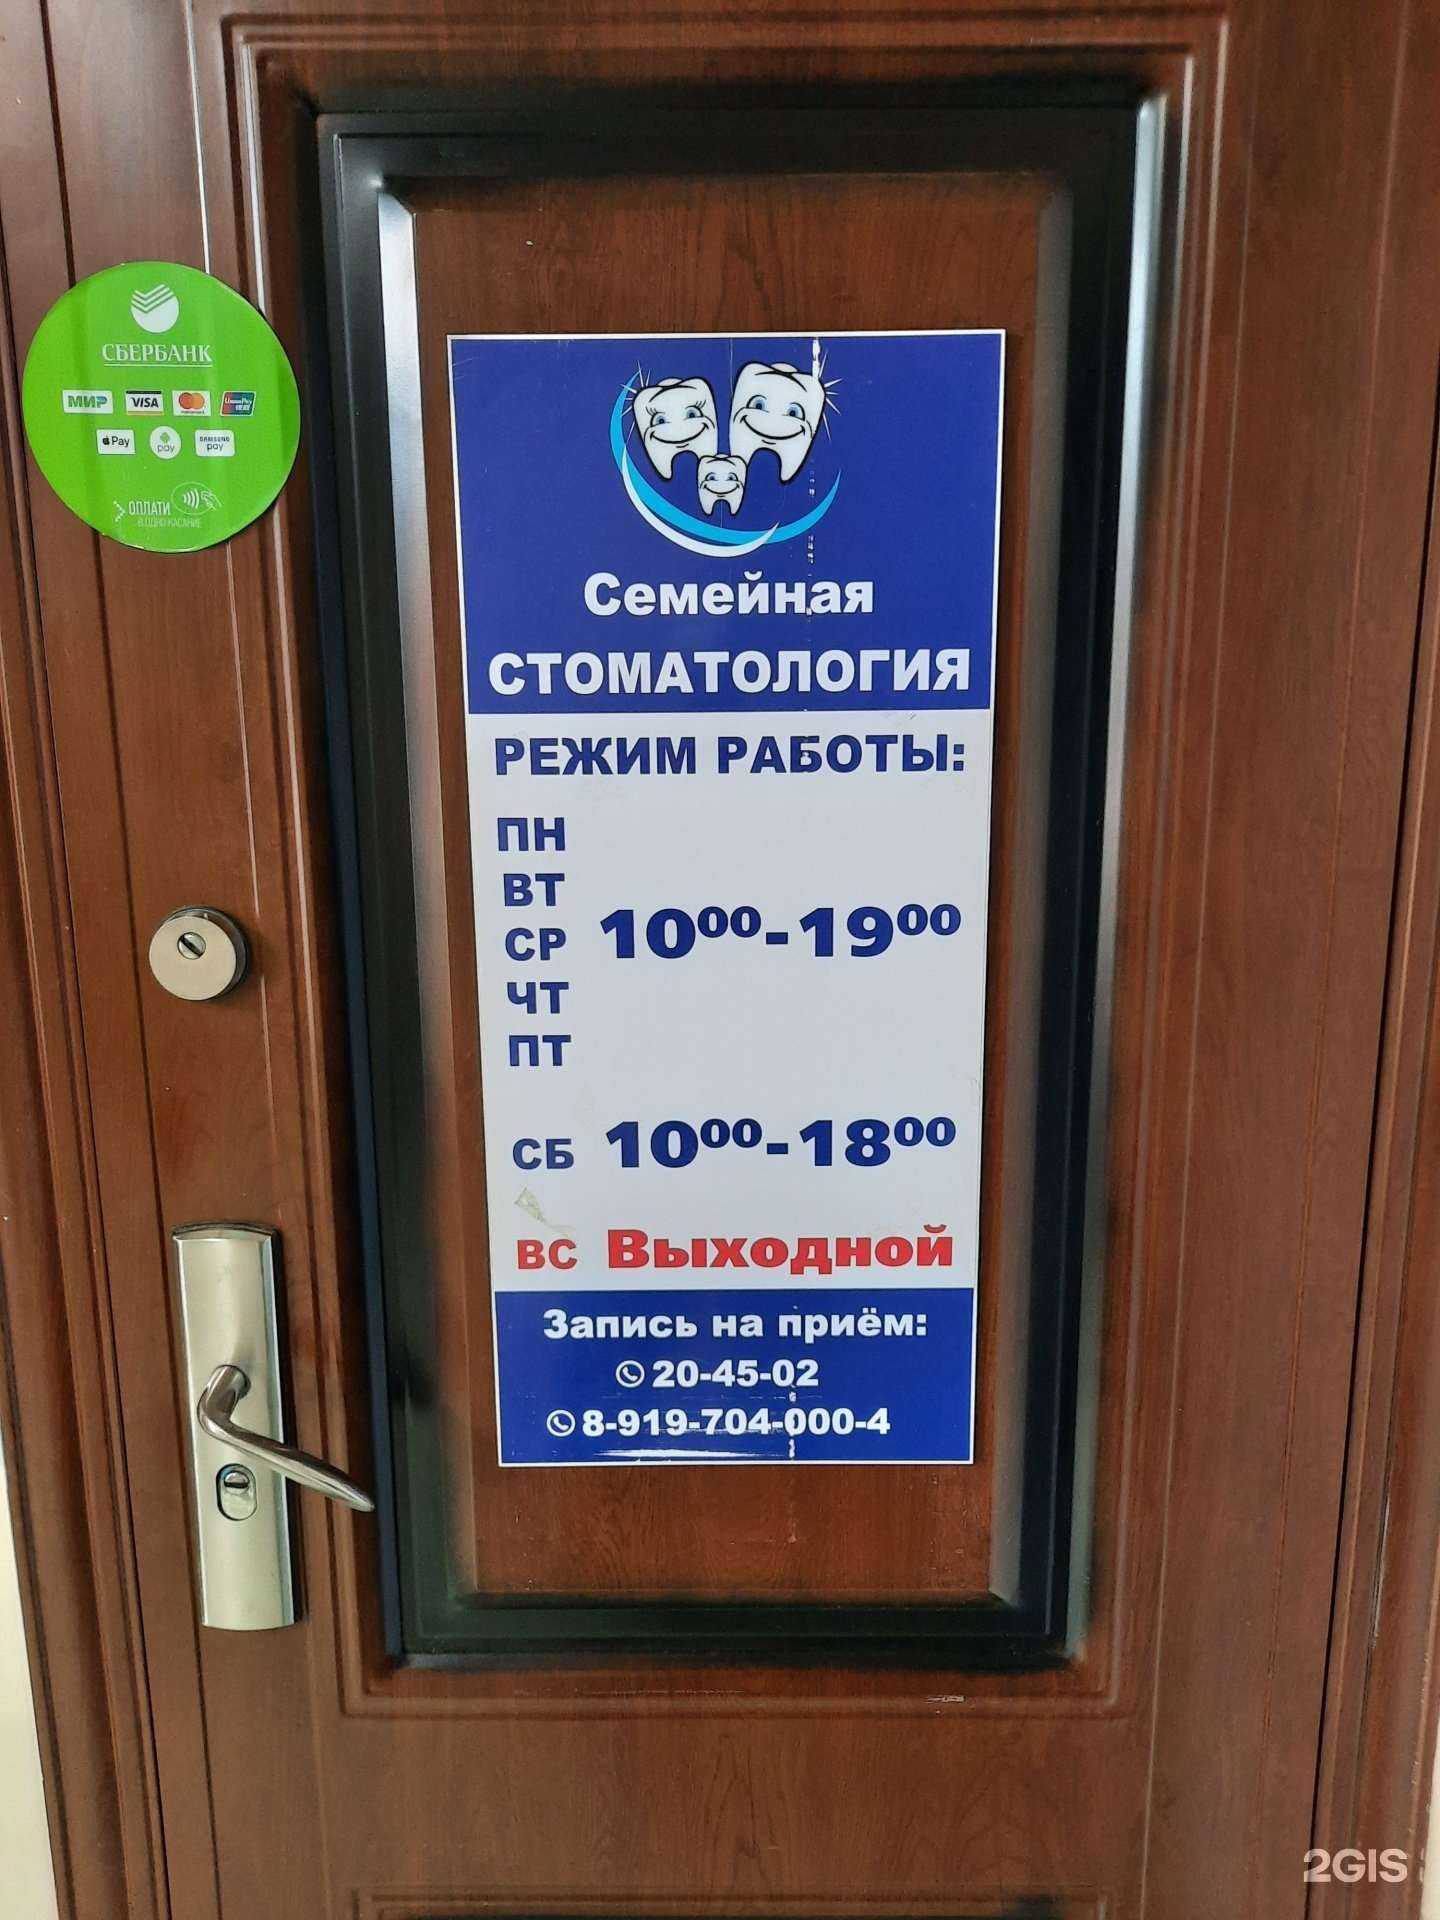 СБЕРБАНК
МИР VISA mastercard UnionPay
Pay pay SAMSUNG pay
ОПЛАТИ
В ОДНО КАСАНИЕ
Семейная
СТОМАТОЛОГИЯ
РЕЖИМ РАБОТЫ:
ПН
ВТ
СР 10⁰⁰-19⁰⁰
ЧТ
ПТ
СБ 10⁰⁰-18⁰⁰
ВС Выходной
Запись на приём:
20-45-02
8-919-704-000-4
2GIS